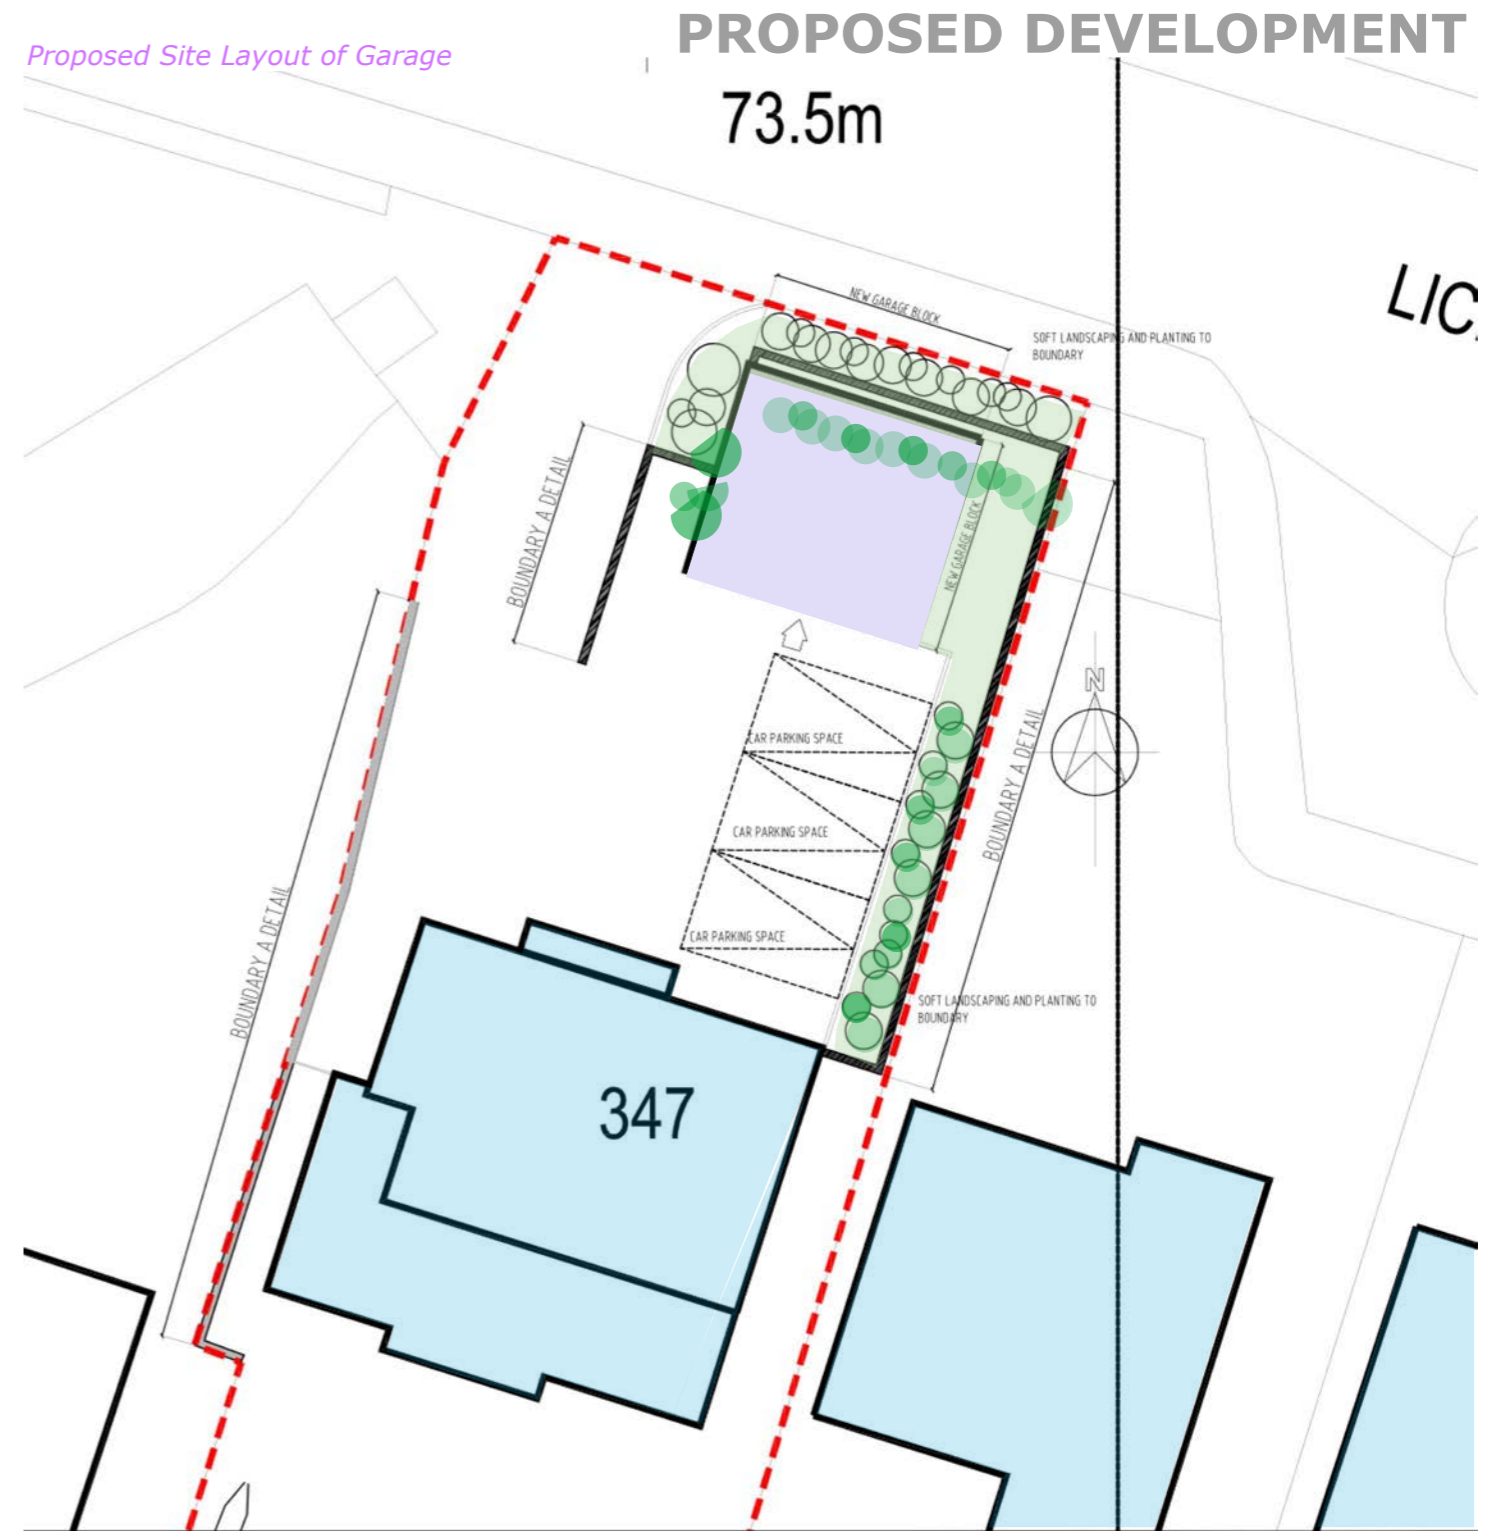 PROPOSED DEVELOPMENT
Proposed Site Layout of Garage
73.5m
LIC
NEW GARAGE BLOCK
SOFT LANDSCAPING AND PLANTING TO
BOUNDARY
BOUNDARY A DETAIL
NEW GARAGE BLOCK
N
CAR PARKING SPACE
BOUNDARY A DETAIL
CAR PARKING SPACE
BOUNDARY A DETAIL
CAR PARKING SPACE
SOFT LANDSCAPING AND PLANTING TO
BOUNDARY
347